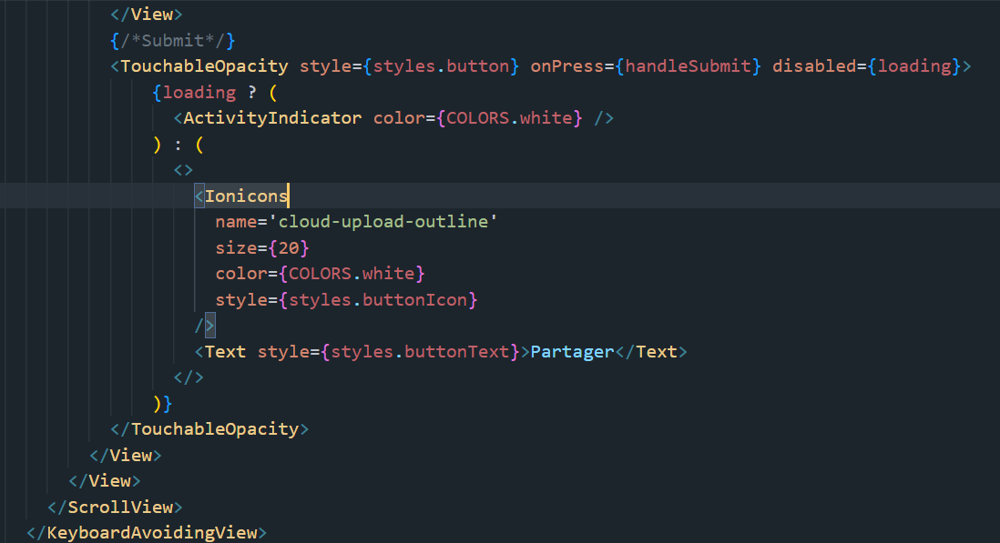 </View>
{/*Submit*/}
<TouchableOpacity style={styles.button} onPress={handleSubmit} disabled={loading}>
{loading ? (
<ActivityIndicator color={COLORS.white} />
) : (
<>
<Ionicons
name='cloud-upload-outline'
size={20}
color={COLORS.white}
style={styles.buttonIcon}
/>
<Text style={styles.buttonText}>Partager</Text>
</>
)}
</TouchableOpacity>
</View>
</View>
</ScrollView>
</KeyboardAvoidingView>